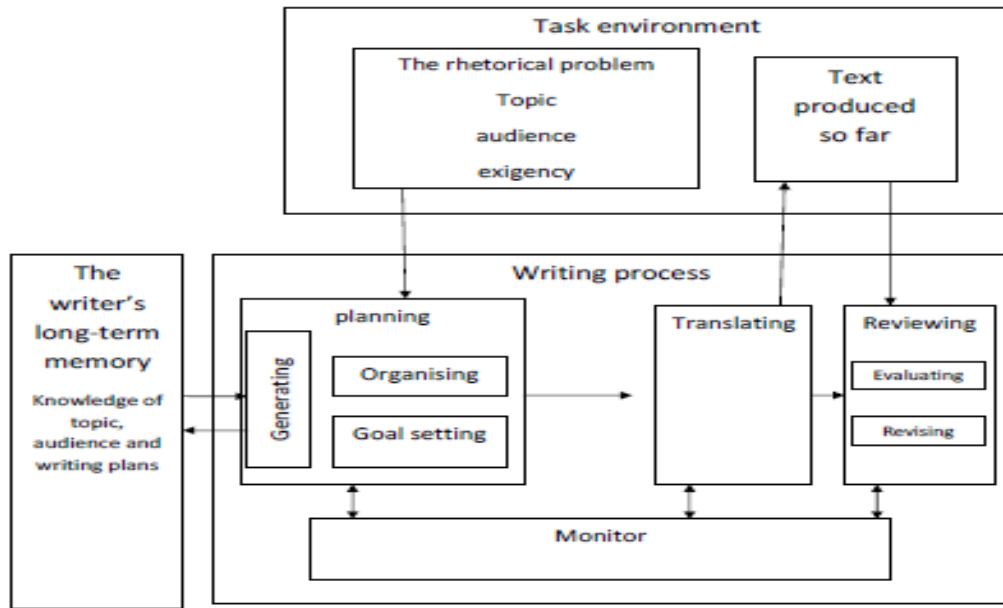 Task environment
The rhetorical problem
Topic
audience
exigency
Text
produced
so far
The
writer's
long-term
memory
Knowledge of
topic,
audience and
writing plans
Writing process
planning
Generating
Organising
Goal setting
Translating
Reviewing
Evaluating
Revising
Monitor